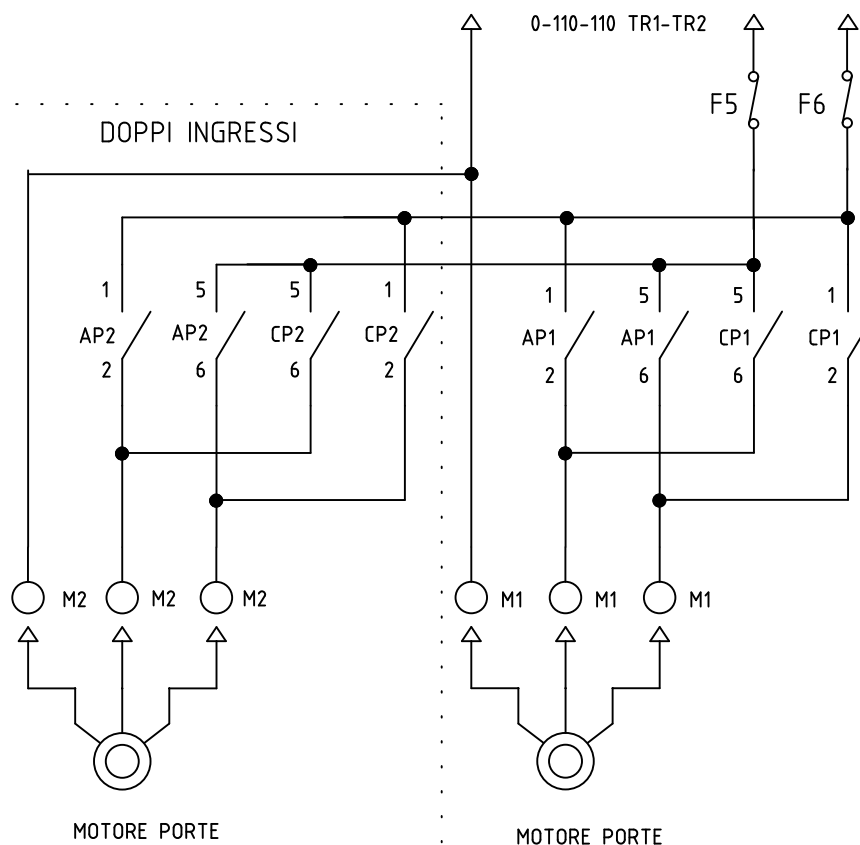 0-110-110 TR1-TR2
F5 F6
DOPPI INGRESSI
1 5 5 1 1 5 5 1
AP2 AP2 CP2 CP2 AP1 AP1 CP1 CP1
2 6 6 2 2 6 6 2
M2 M2 M2 M1 M1 M1
MOTORE PORTE MOTORE PORTE